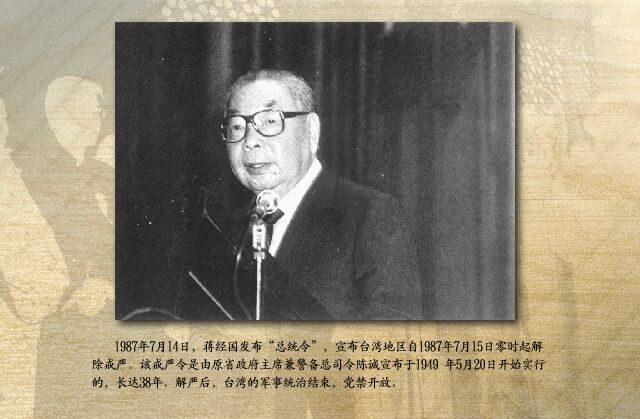 1987年7月14日，蒋经国发布“总统令”，宣布台湾地区自1987年7月15日零时起解
除戒严。该戒严令是由原省政府主席兼警备总司令陈诚宣布于1949 年5月20日开始实行
的，长达38年。解严后，台湾的军事统治结束，党禁开放。